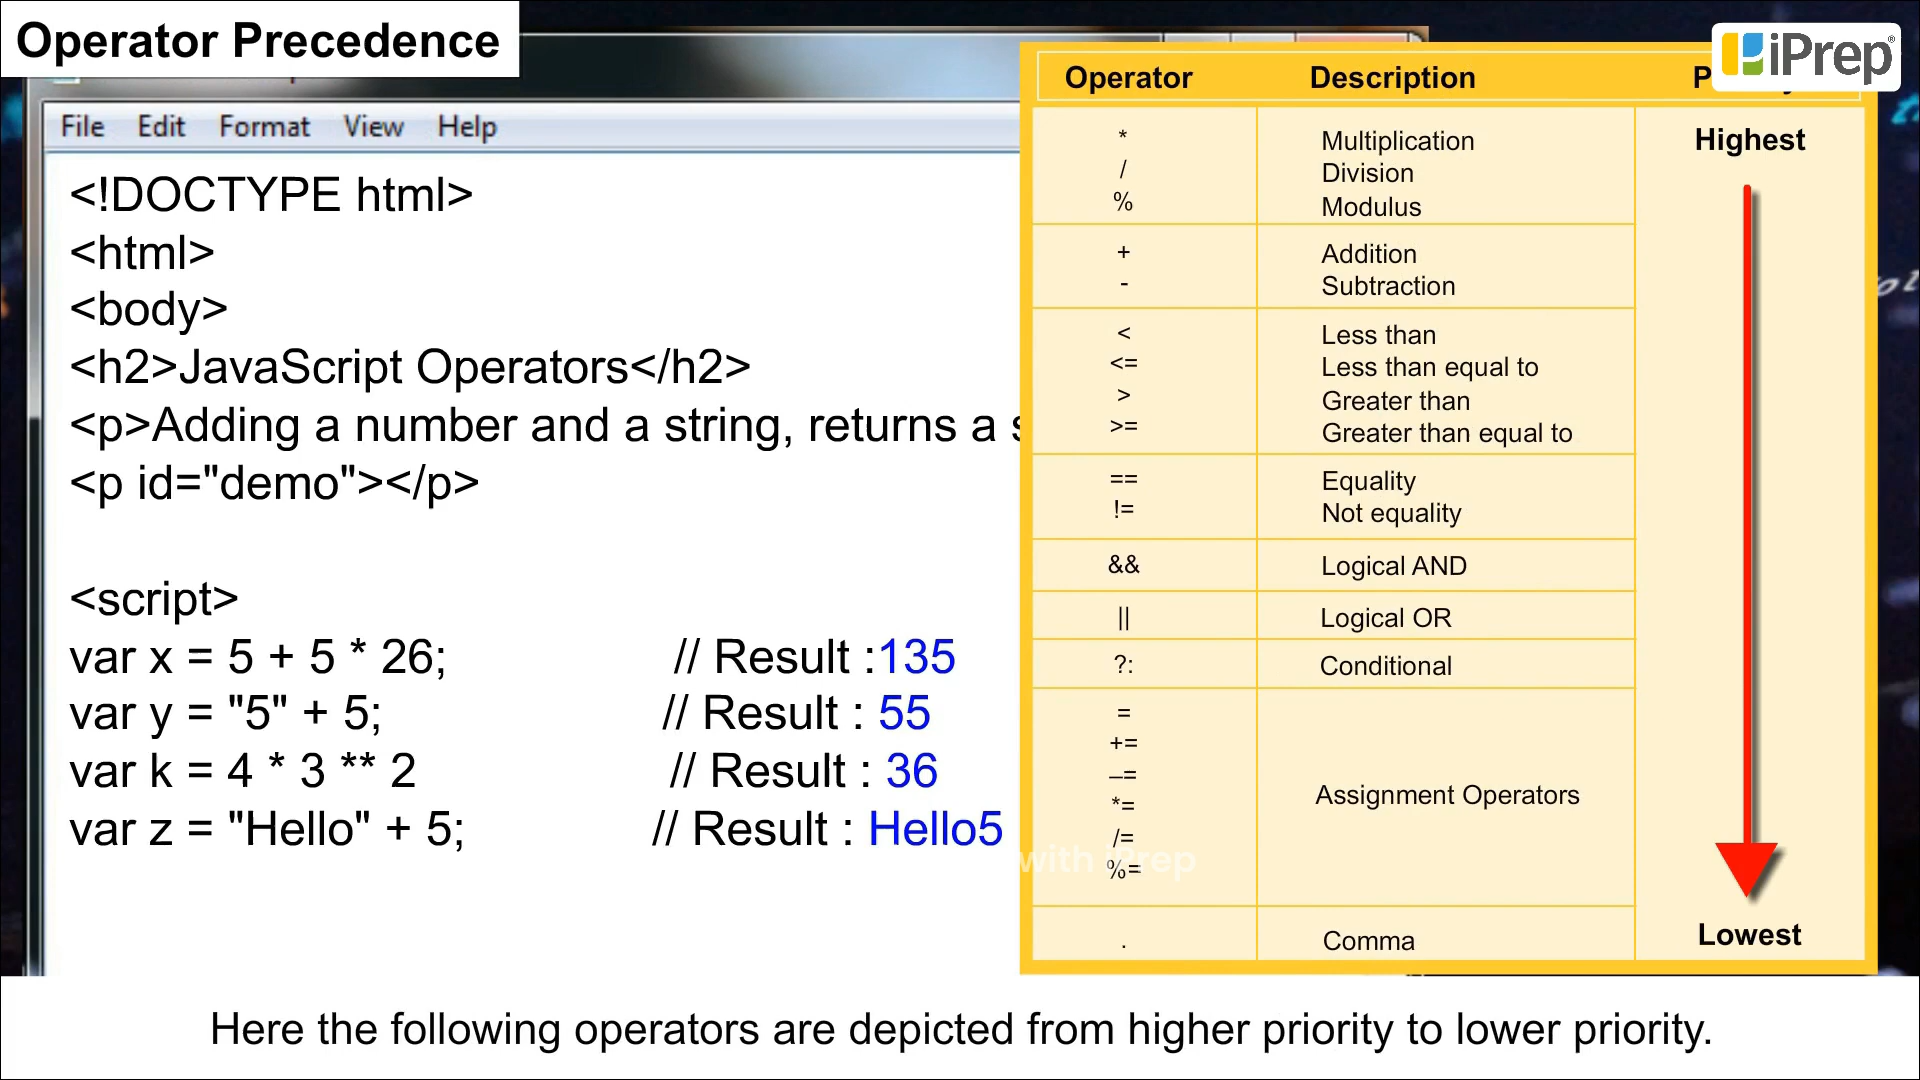 Operator Precedence
iPrep®
File Edit Format View Help
<!DOCTYPE html>
<html>
<body>
<h2>JavaScript Operators</h2>
<p>Adding a number and a string, returns a s
<p id="demo"></p>
<script>
var x = 5 + 5 * 26; // Result :135
var y = "5" + 5; // Result : 55
var k = 4 * 3 ** 2 // Result : 36
var z = "Hello" + 5; // Result : Hello5
Operator Description
* Multiplication Highest
/ Division
% Modulus
+ Addition
- Subtraction
< Less than
<= Less than equal to
> Greater than
>= Greater than equal to
== Equality
!= Not equality
&& Logical AND
|| Logical OR
?: Conditional
=
+=
–=
*=
/=
%=
Assignment Operators
. Comma Lowest
with iPrep
Here the following operators are depicted from higher priority to lower priority.